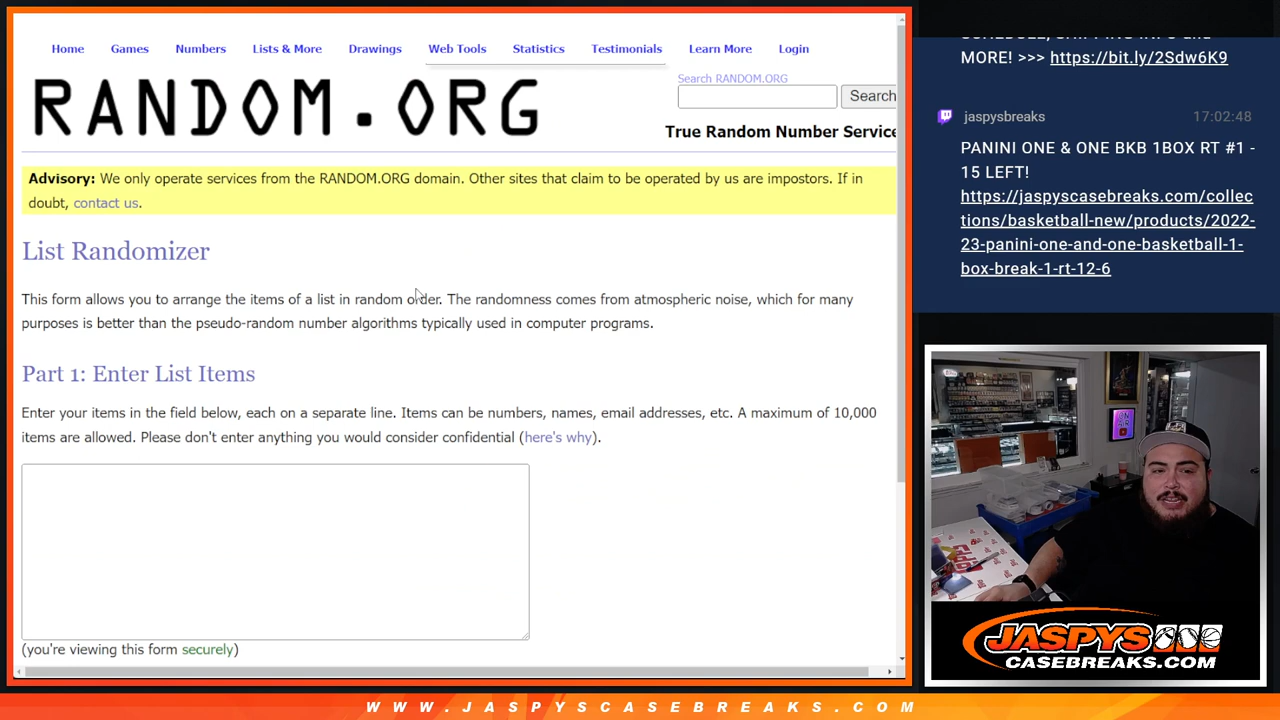 Home Games Numbers Lists & More Drawings Web Tools Statistics Testimonials Learn More Login
RANDOM.ORG
Search RANDOM.ORG
Search
True Random Number Service
Advisory: We only operate services from the RANDOM.ORG domain. Other sites that claim to be operated by us are impostors. If in
doubt, contact us.
List Randomizer
This form allows you to arrange the items of a list in random order. The randomness comes from atmospheric noise, which for many
purposes is better than the pseudo-random number algorithms typically used in computer programs.
Part 1: Enter List Items
Enter your items in the field below, each on a separate line. Items can be numbers, names, email addresses, etc. A maximum of 10,000
items are allowed. Please don't enter anything you would consider confidential (here's why).
(you're viewing this form securely)
MORE! >>> https://bit.ly/2Sdw6K9
jaspysbreaks 17:02:48
PANINI ONE & ONE BKB 1BOX RT #1 -
15 LEFT!
https://jaspyscasebreaks.com/collec
tions/basketball-new/products/2022-
23-panini-one-and-one-basketball-1-
box-break-1-rt-12-6
ON
AIR
JASPYS
CASEBREAKS.COM
WWW.JASPYSCASEBREAKS.COM